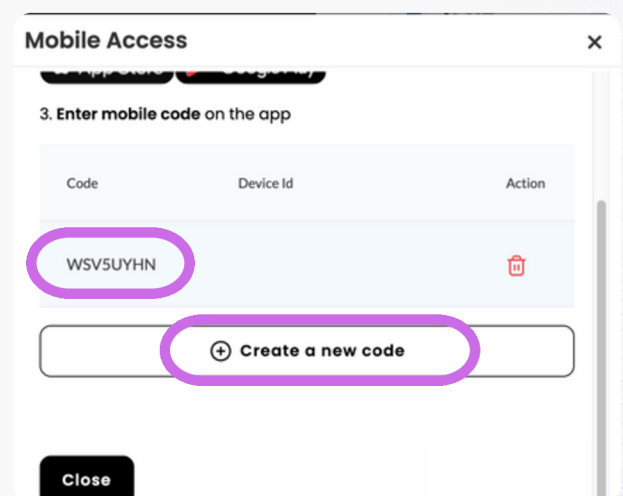 Mobile Access
3. Enter mobile code on the app
Code Device Id Action
WSV5UYHN
Create a new code
Close